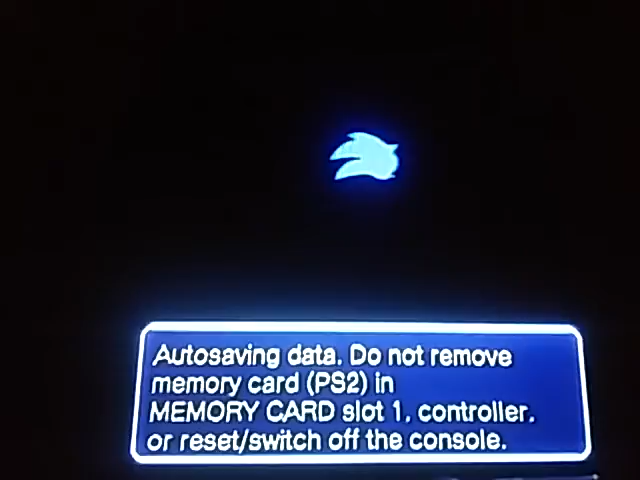 Autosaving data. Do not remove
memory card (PS2) in
MEMORY CARD slot 1, controller,
or reset/switch off the console.